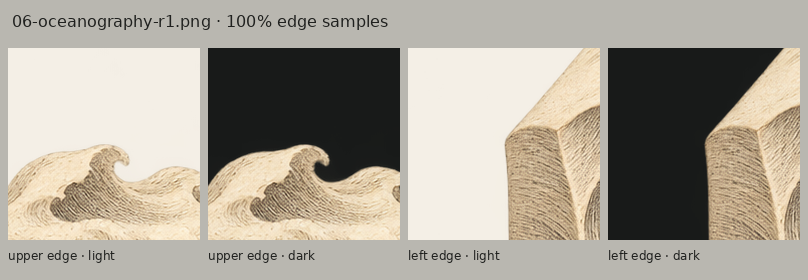 06-oceanography-r1.png · 100% edge samples
upper edge · light
upper edge · dark
left edge · light
left edge · dark